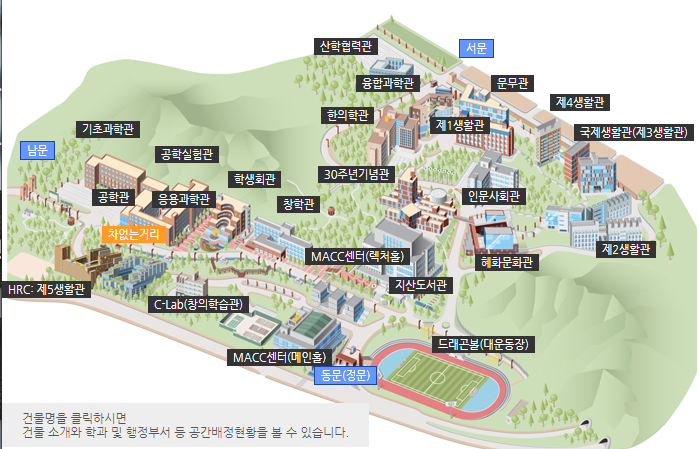 산학협력관
서문
융합과학관
문무관
제4생활관
한의학관
제1생활관
국제생활관(제3생활관)
기초과학관
남문
공학실험관
학생회관
30주년기념관
공학관
응용과학관
창학관
인문사회관
차없는거리
MACC센터(렉처홀)
혜화문화관
제2생활관
HRC: 제5생활관
C-Lab(창의학습관)
지산도서관
드래곤볼(대운동장)
MACC센터(메인홀)
동문(정문)
건물명을 클릭하시면
건물 소개와 학과 및 행정부서 등 공간배정현황을 볼 수 있습니다.